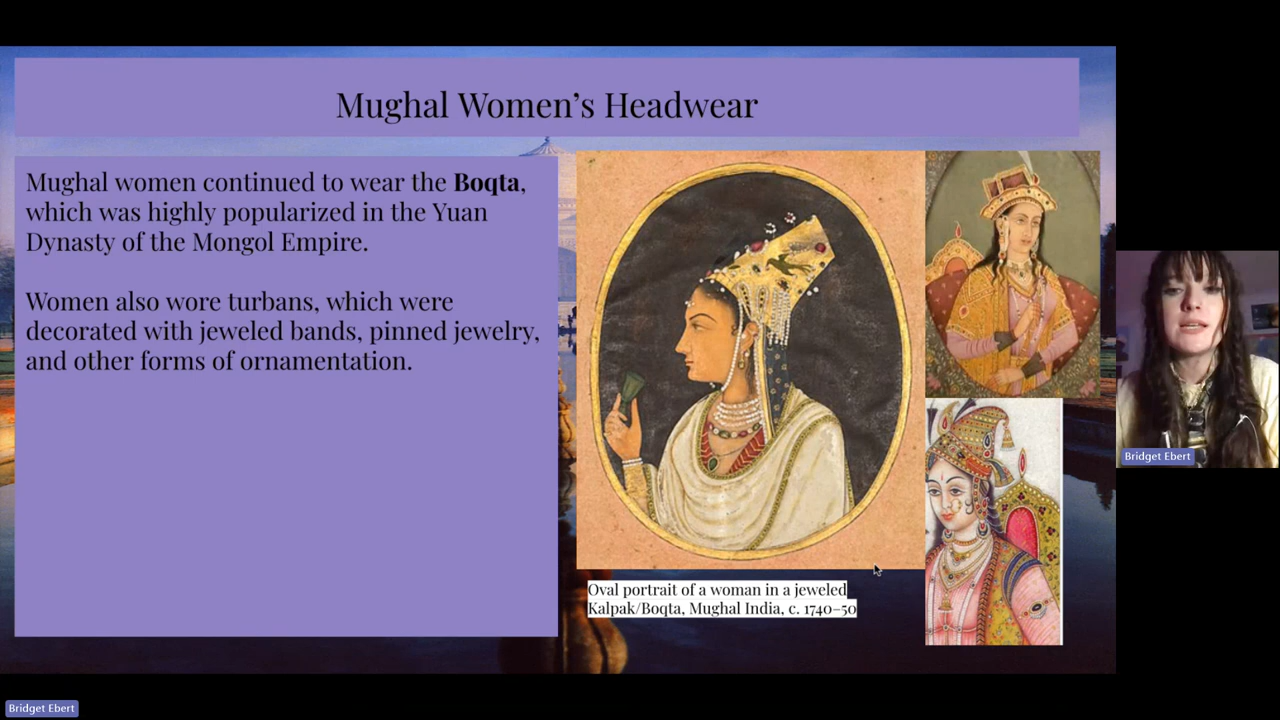 Mughal Women’s Headwear
Mughal women continued to wear the Boqta,
which was highly popularized in the Yuan
Dynasty of the Mongol Empire.
Women also wore turbans, which were
decorated with jeweled bands, pinned jewelry,
and other forms of ornamentation.
Oval portrait of a woman in a jeweled
Kalpak/Boqta, Mughal India, c. 1740–50
Bridget Ebert
Bridget Ebert